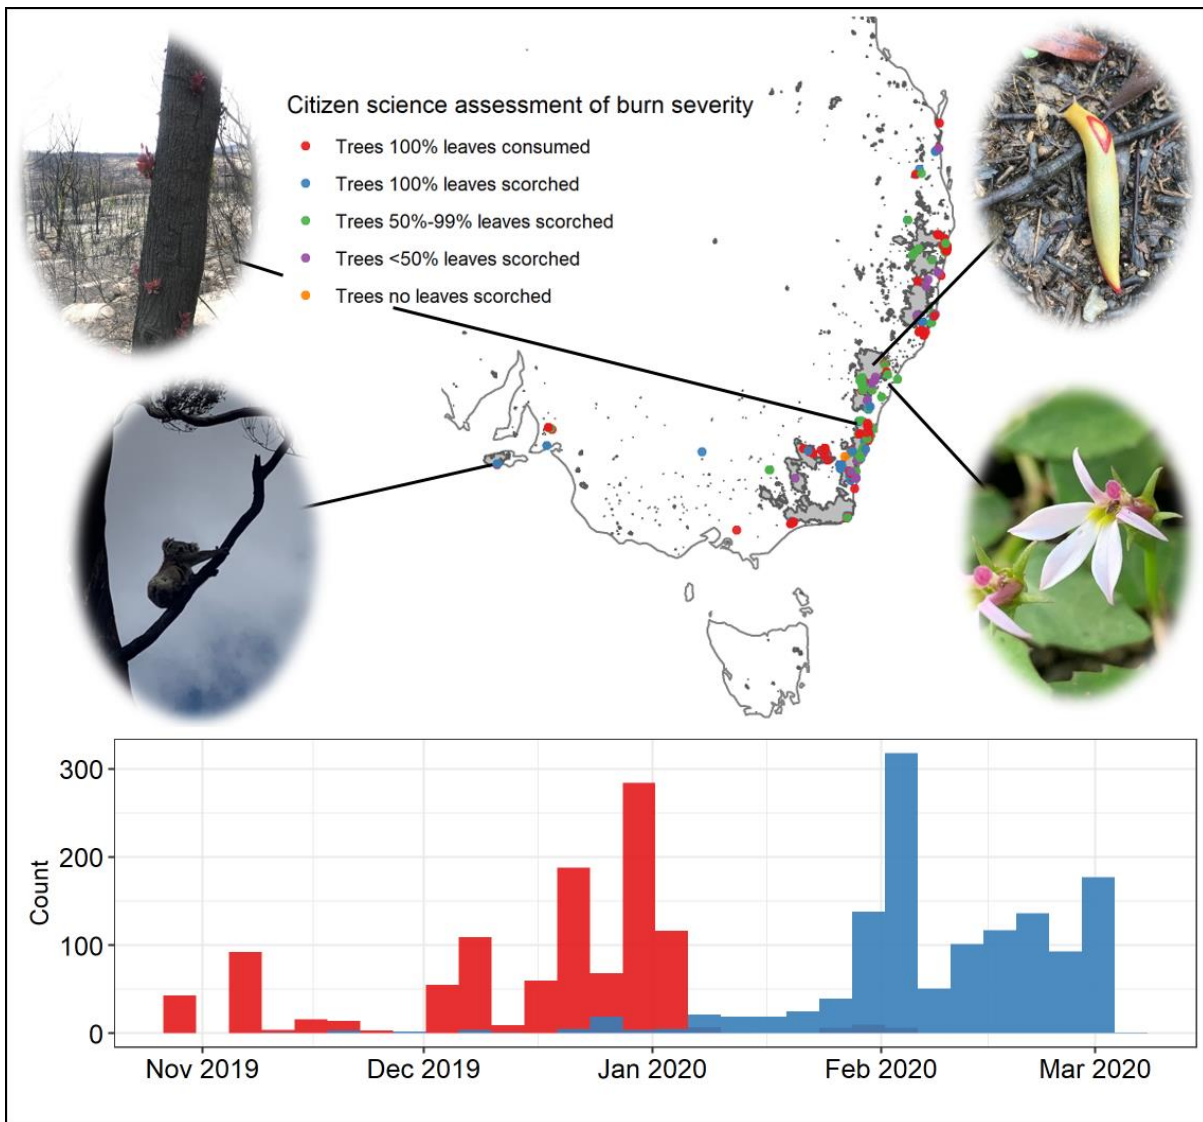 Citizen science assessment of burn severity
Trees 100% leaves consumed
Trees 100% leaves scorched
Trees 50%-99% leaves scorched
Trees <50% leaves scorched
Trees no leaves scorched
300
200
100
0
Count
Nov 2019
Dec 2019
Jan 2020
Feb 2020
Mar 2020